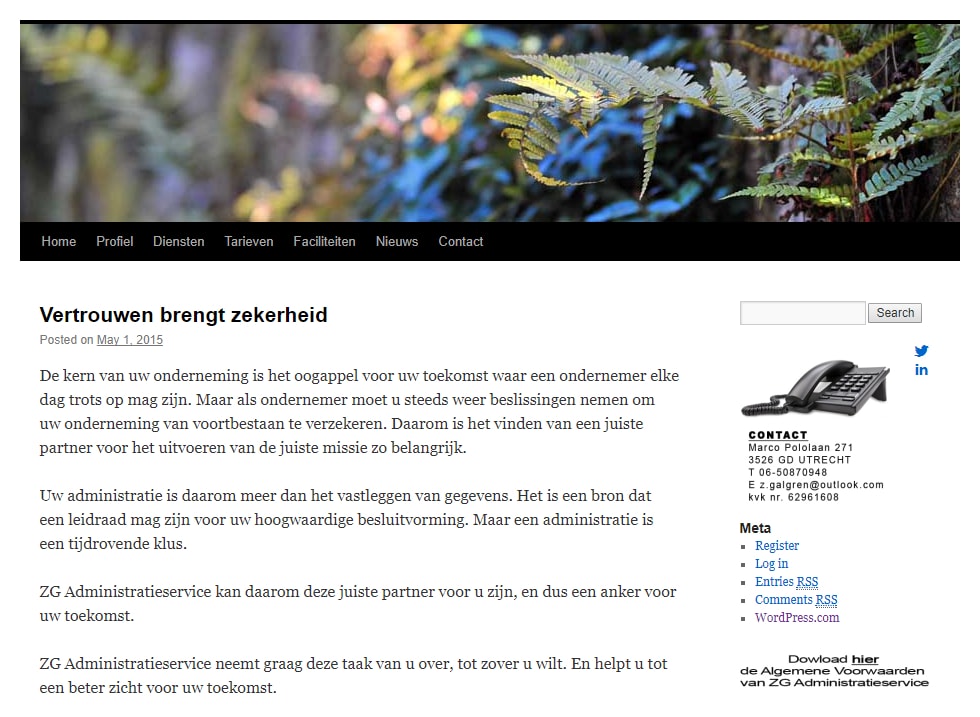 Home Profiel Diensten Tarieven Faciliteiten Nieuws Contact
Vertrouwen brengt zekerheid
Posted on May 1, 2015
De kern van uw onderneming is het oogappel voor uw toekomst waar een ondernemer elke
dag trots op mag zijn. Maar als ondernemer moet u steeds weer beslissingen nemen om
uw onderneming van voortbestaan te verzekeren. Daarom is het vinden van een juiste
partner voor het uitvoeren van de juiste missie zo belangrijk.
Uw administratie is daarom meer dan het vastleggen van gegevens. Het is een bron dat
een leidraad mag zijn voor uw hoogwaardige besluitvorming. Maar een administratie is
een tijdrovende klus.
ZG Administratieservice kan daarom deze juiste partner voor u zijn, en dus een anker voor
uw toekomst.
ZG Administratieservice neemt graag deze taak van u over, tot zover u wilt. En helpt u tot
een beter zicht voor uw toekomst.
Search
CONTACT
Marco Pololaan 271
3526 GD UTRECHT
T 06-50870948
E z.galgren@outlook.com
kvk nr. 62961608
Meta
Register
Log in
Entries RSS
Comments RSS
WordPress.com
Dowload hier
de Algemene Voorwaarden
van ZG Administratieservice